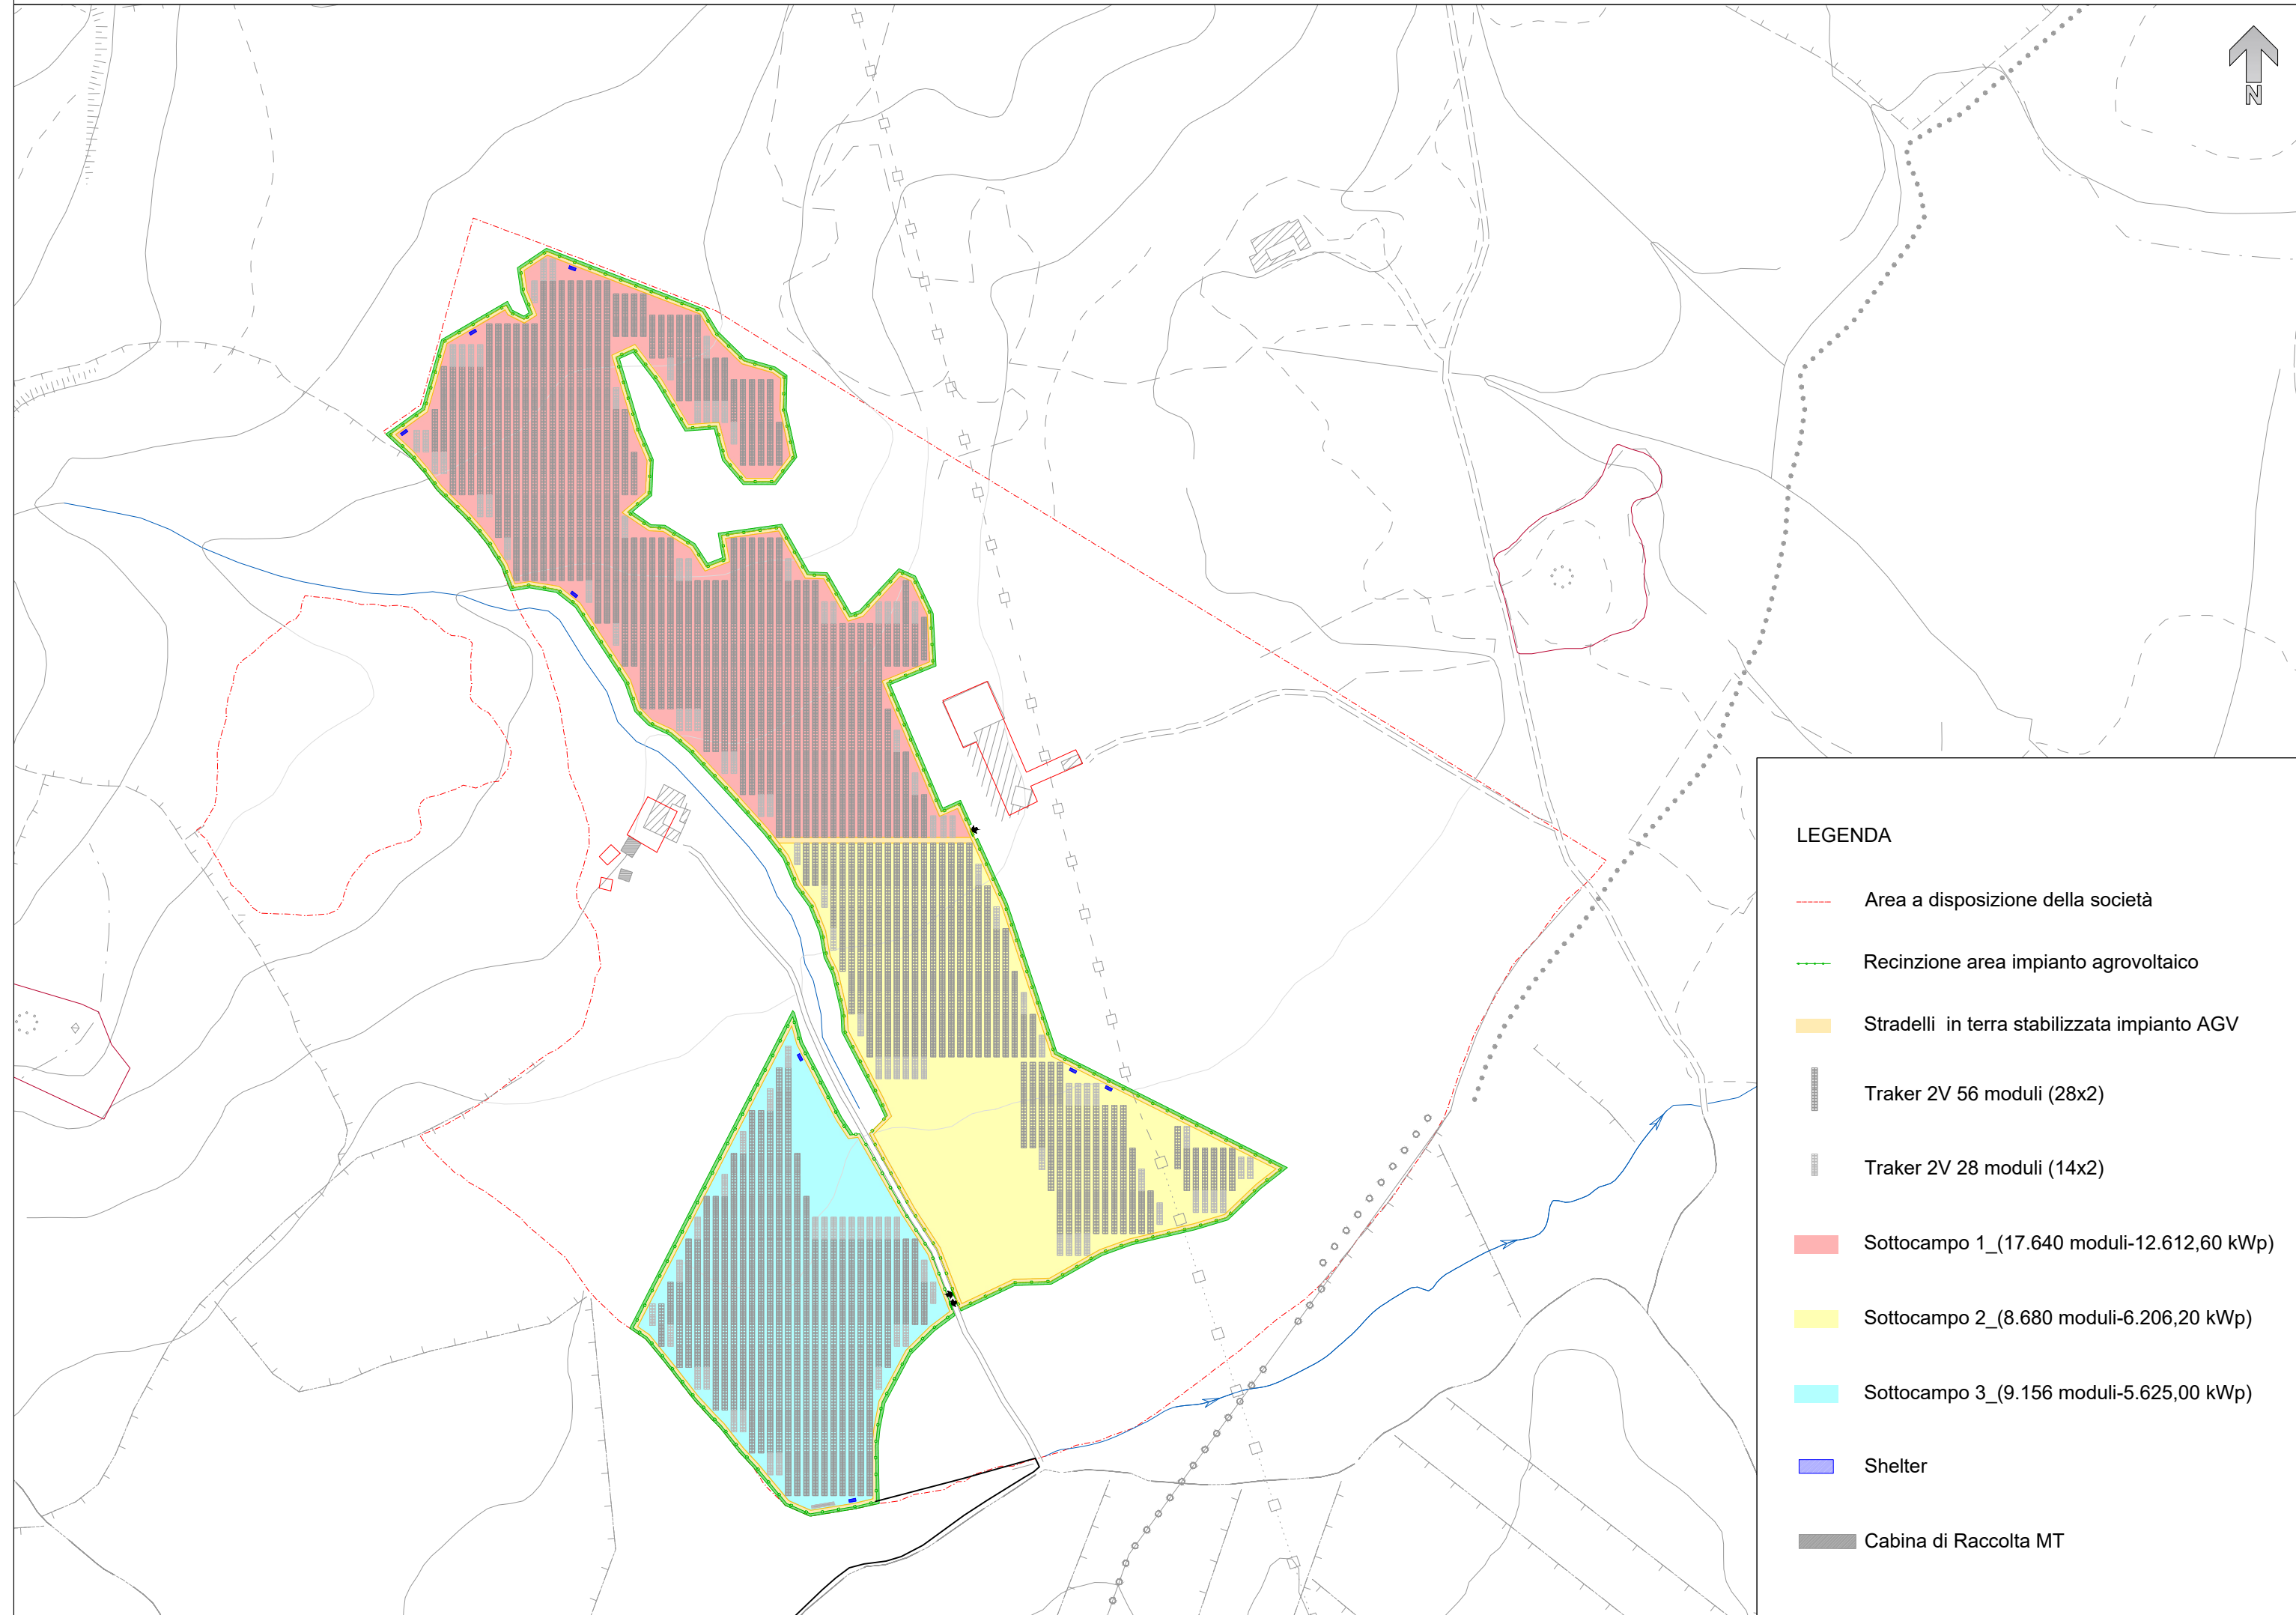 N
LEGENDA
Area a disposizione della società
Recinzione area impianto agrovoltaico
Stradelli in terra stabilizzata impianto AGV
Traker 2V 56 moduli (28x2)
Traker 2V 28 moduli (14x2)
Sottocampo 1_(17.640 moduli-12.612,60 kWp)
Sottocampo 2_(8.680 moduli-6.206,20 kWp)
Sottocampo 3_(9.156 moduli-5.625,00 kWp)
Shelter
Cabina di Raccolta MT